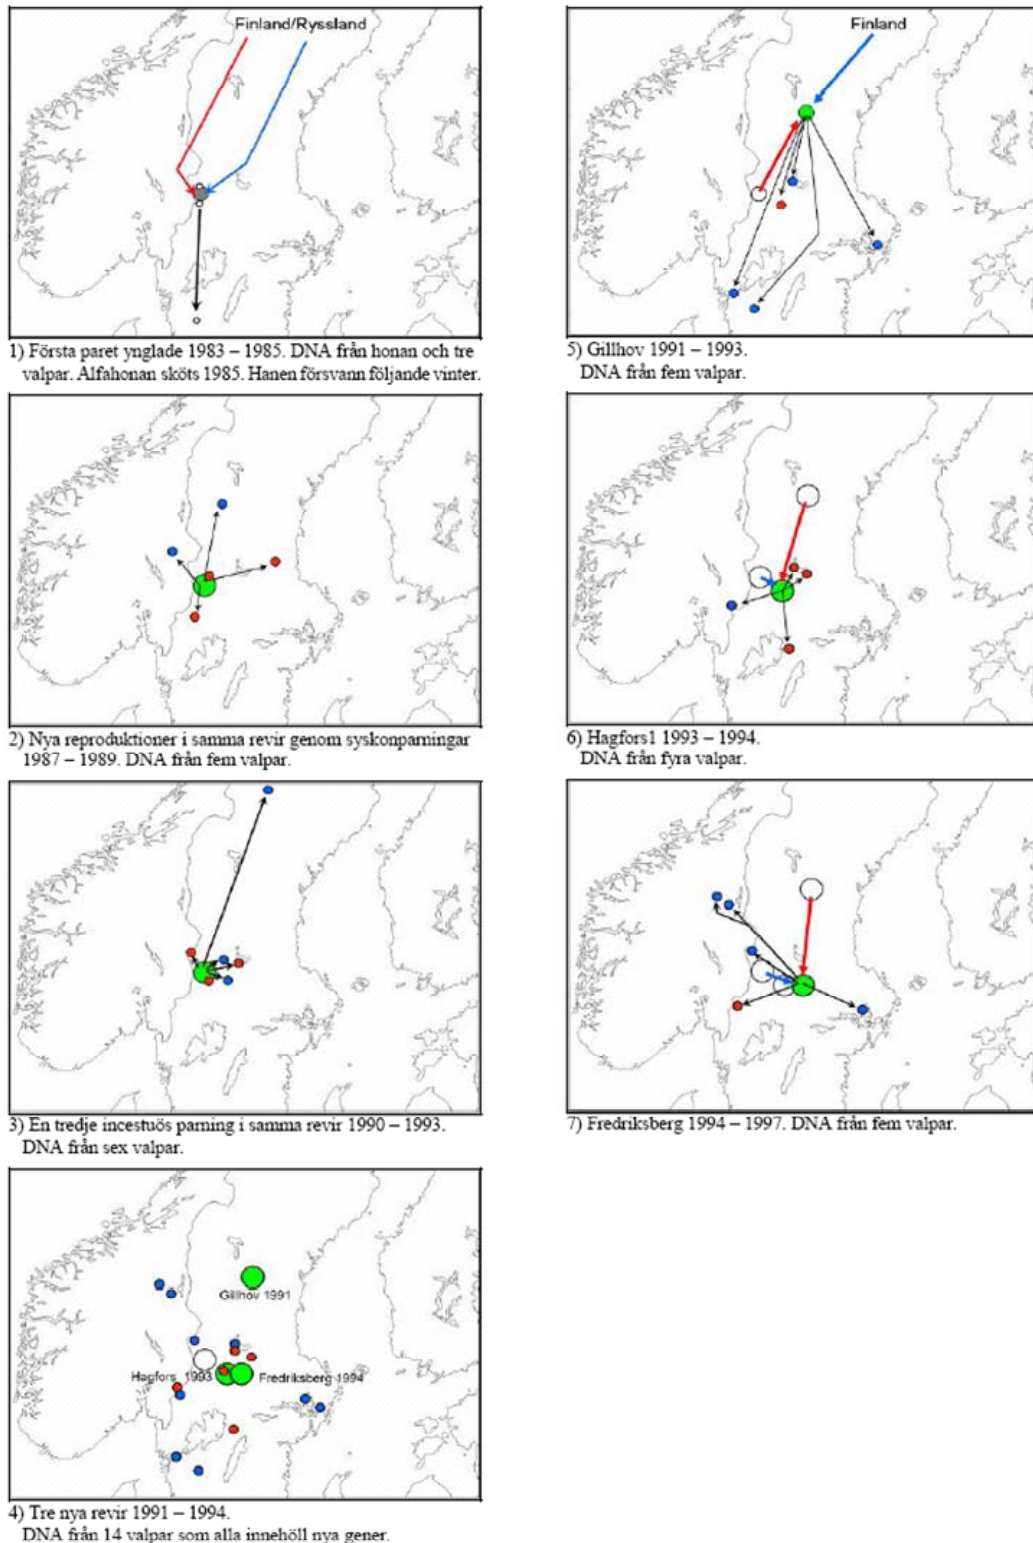 Finland/Ryssland
1) Första paret ynglade 1983 – 1985. DNA från honan och tre
valpar. Alfahonan sköts 1985. Hanen försvann följande vinter.
2) Nya reproduktioner i samma revir genom syskonparningar
1987 – 1989. DNA från fem valpar.
3) En tredje incestuös parning i samma revir 1990 – 1993.
DNA från sex valpar.
Gillhov 1991
Hagfors 1993
Fredriksberg 1994
4) Tre nya revir 1991 – 1994.
DNA från 14 valpar som alla innehöll nya gener.
Finland
5) Gillhov 1991 – 1993.
DNA från fem valpar.
6) Hagfors1 1993 – 1994.
DNA från fyra valpar.
7) Fredriksberg 1994 – 1997. DNA från fem valpar.